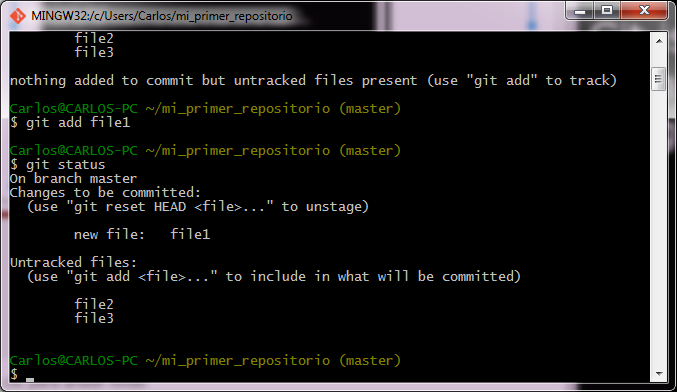 MINGW32:/c/Users/Carlos/mi_primer_repositorio
file2
file3
nothing added to commit but untracked files present (use "git add" to track)
Carlos@CARLOS-PC ~/mi_primer_repositorio (master)
$ git add file1
Carlos@CARLOS-PC ~/mi_primer_repositorio (master)
$ git status
On branch master
Changes to be committed:
(use "git reset HEAD <file>..." to unstage)
new file:   file1
Untracked files:
(use "git add <file>..." to include in what will be committed)
file2
file3
Carlos@CARLOS-PC ~/mi_primer_repositorio (master)
$